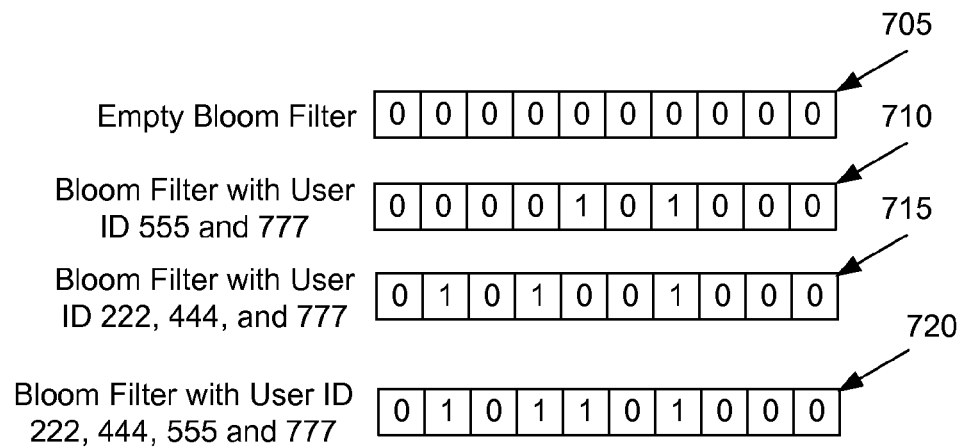 705
Empty Bloom Filter 0 0 0 0 0 0 0 0 0 0
710
Bloom Filter with User
ID 555 and 777
0 0 0 0 1 0 1 0 0 0
715
Bloom Filter with User
ID 222, 444, and 777
0 1 0 1 0 0 1 0 0 0
720
Bloom Filter with User ID
222, 444, 555 and 777
0 1 0 1 1 0 1 0 0 0